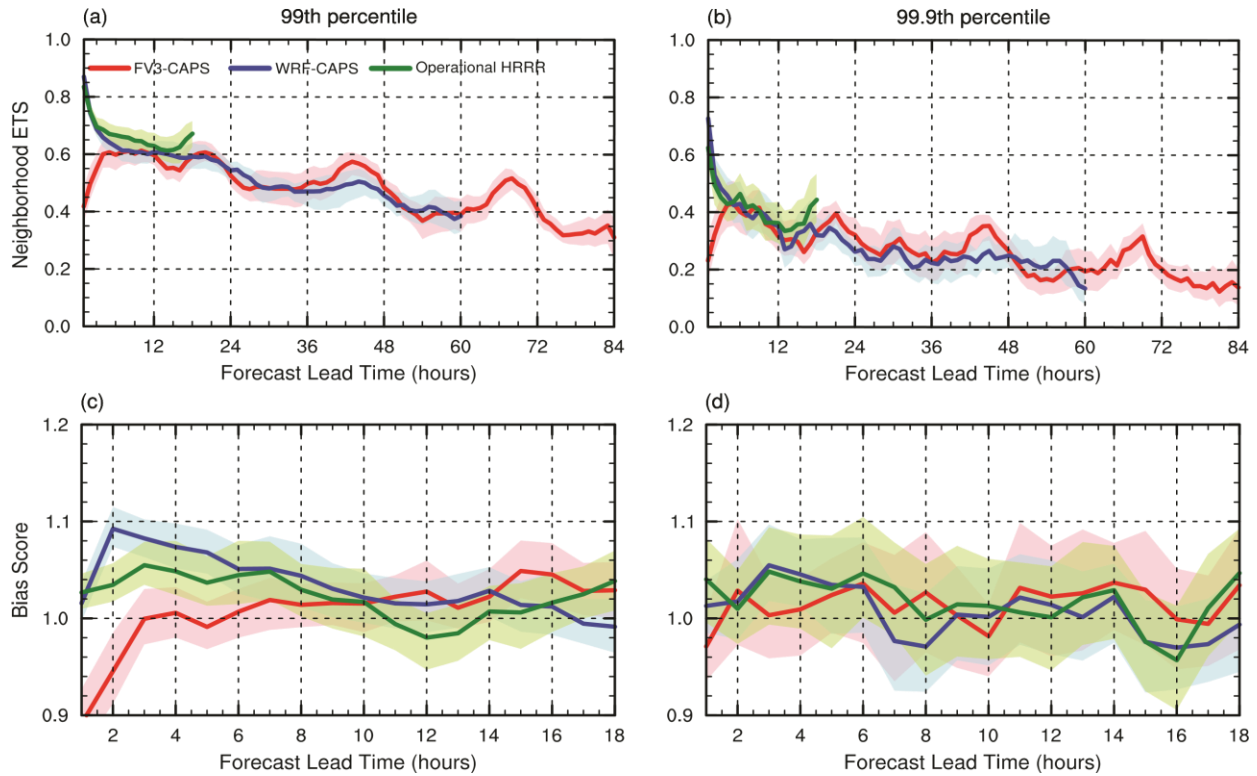 (a) 99th percentile
(b) 99.9th percentile
Neighborhood ETS
1.0
0.8
0.6
0.4
0.2
0.0
FV3-CAPS WRF-CAPS Operational HRRR
12 24 36 48 60 72 84
Forecast Lead Time (hours)
1.0
0.8
0.6
0.4
0.2
0.0
12 24 36 48 60 72 84
Forecast Lead Time (hours)
(c)
Bias Score
1.2
1.1
1.0
0.9
2 4 6 8 10 12 14 16 18
Forecast Lead Time (hours)
(d)
1.2
1.1
1.0
0.9
2 4 6 8 10 12 14 16 18
Forecast Lead Time (hours)